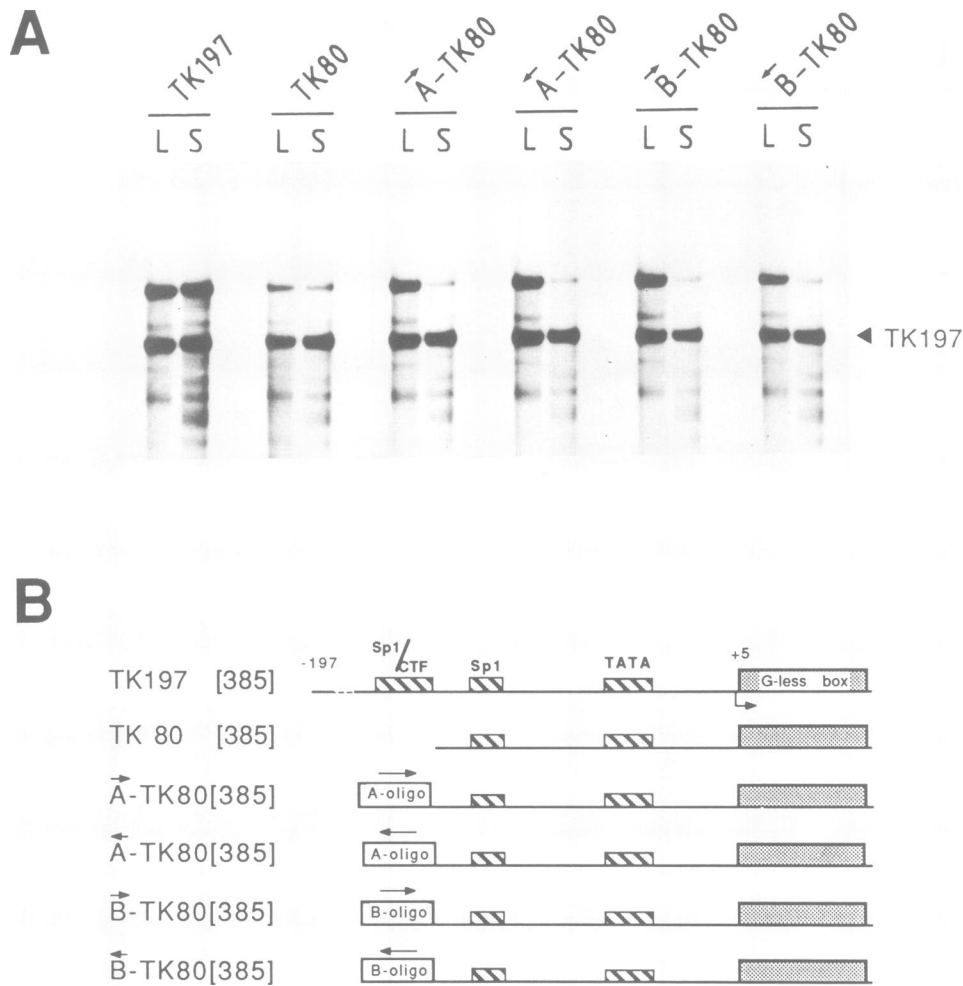 A
TK197 TK80 A-TK80 A-TK80 B-TK80 B-TK80
L S L S L S L S L S L S
◄ TK197
B
Sp1
-197 CTF Sp1 TATA +5
TK197 [385] G-less box
TK 80 [385]
A-TK80[385] A-oligo
A-TK80[385] A-oligo
B-TK80[385] B-oligo
B-TK80[385] B-oligo